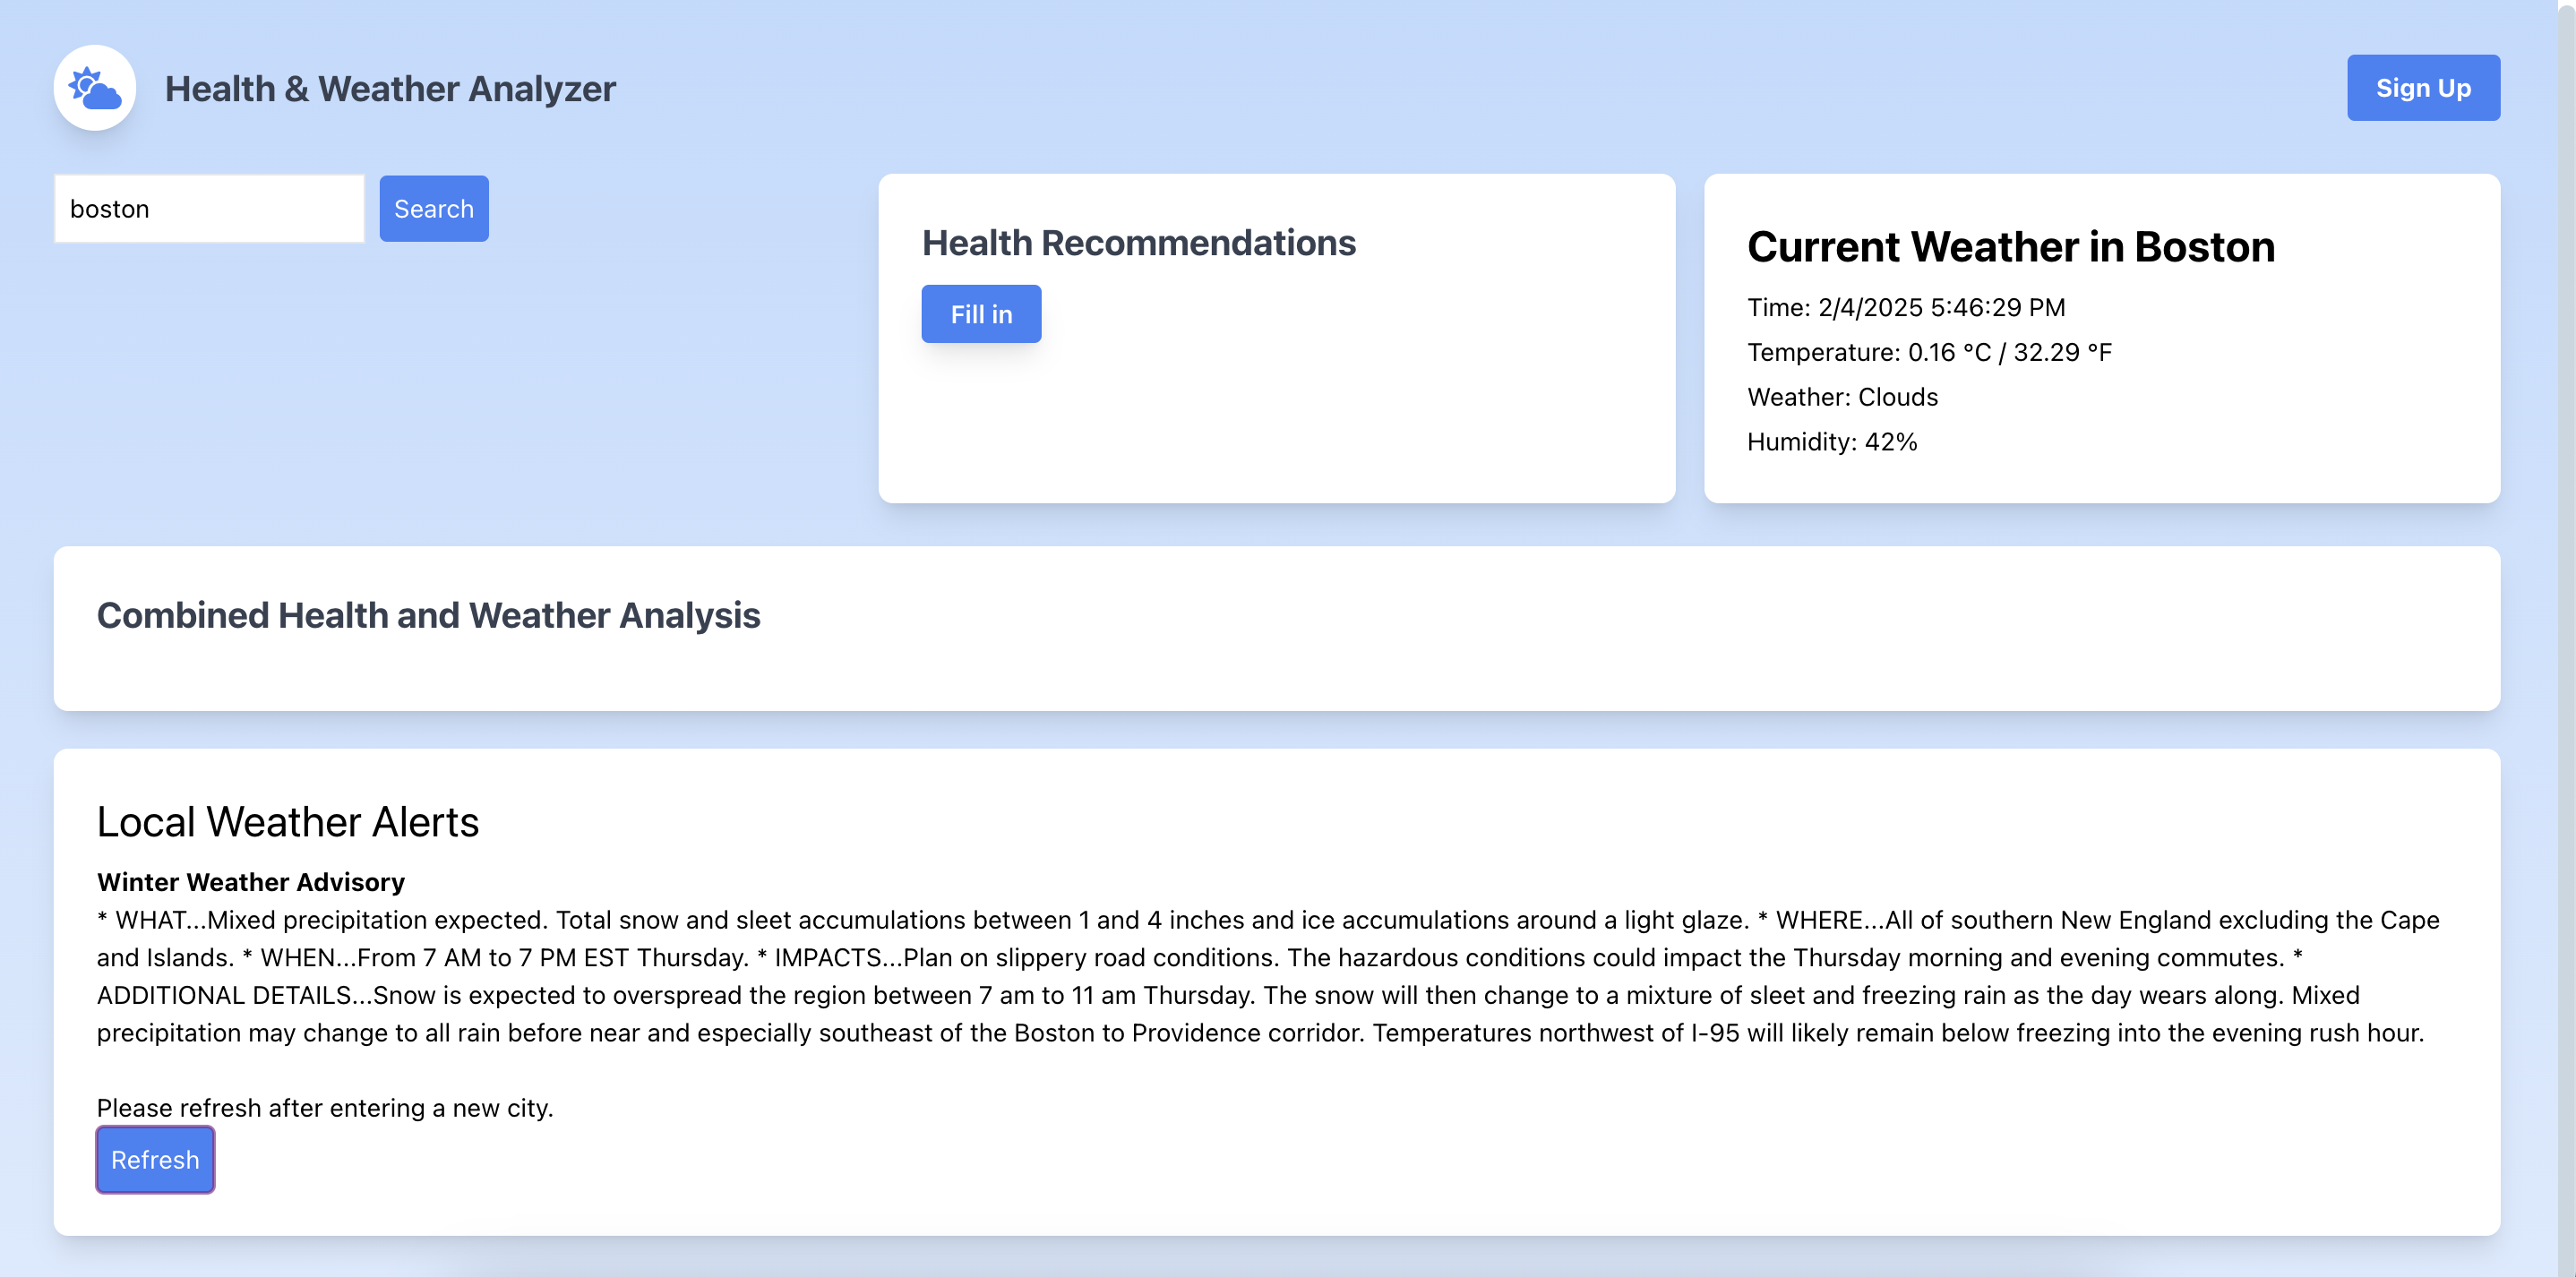 Health & Weather Analyzer
Sign Up
boston
Search
Health Recommendations
Fill in
Current Weather in Boston
Time: 2/4/2025 5:46:29 PM
Temperature: 0.16 °C / 32.29 °F
Weather: Clouds
Humidity: 42%
Combined Health and Weather Analysis
Local Weather Alerts
Winter Weather Advisory
* WHAT...Mixed precipitation expected. Total snow and sleet accumulations between 1 and 4 inches and ice accumulations around a light glaze. * WHERE...All of southern New England excluding the Cape
and Islands. * WHEN...From 7 AM to 7 PM EST Thursday. * IMPACTS...Plan on slippery road conditions. The hazardous conditions could impact the Thursday morning and evening commutes. *
ADDITIONAL DETAILS...Snow is expected to overspread the region between 7 am to 11 am Thursday. The snow will then change to a mixture of sleet and freezing rain as the day wears along. Mixed
precipitation may change to all rain before near and especially southeast of the Boston to Providence corridor. Temperatures northwest of I-95 will likely remain below freezing into the evening rush hour.
Please refresh after entering a new city.
Refresh